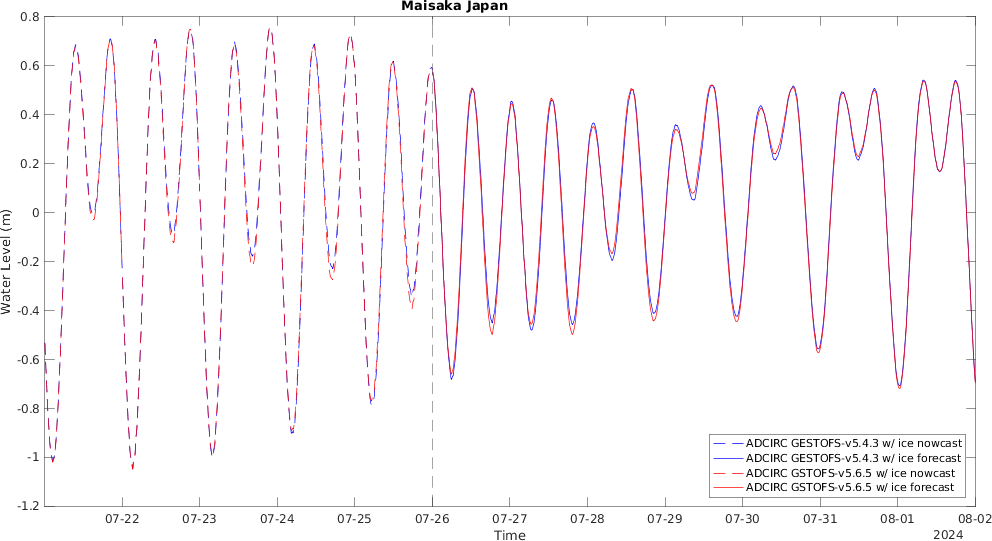 Maisaka Japan
0.8
0.6
0.4
0.2
0
-0.2
-0.4
-0.6
-0.8
-1
-1.2
Water Level (m)
07-22 07-23 07-24 07-25 07-26 07-27 07-28 07-29 07-30 07-31 08-01 08-02
Time
2024
ADCIRC GESTOFS-v5.4.3 w/ ice nowcast
ADCIRC GESTOFS-v5.4.3 w/ ice forecast
ADCIRC GSTOFS-v5.6.5 w/ ice nowcast
ADCIRC GSTOFS-v5.6.5 w/ ice forecast